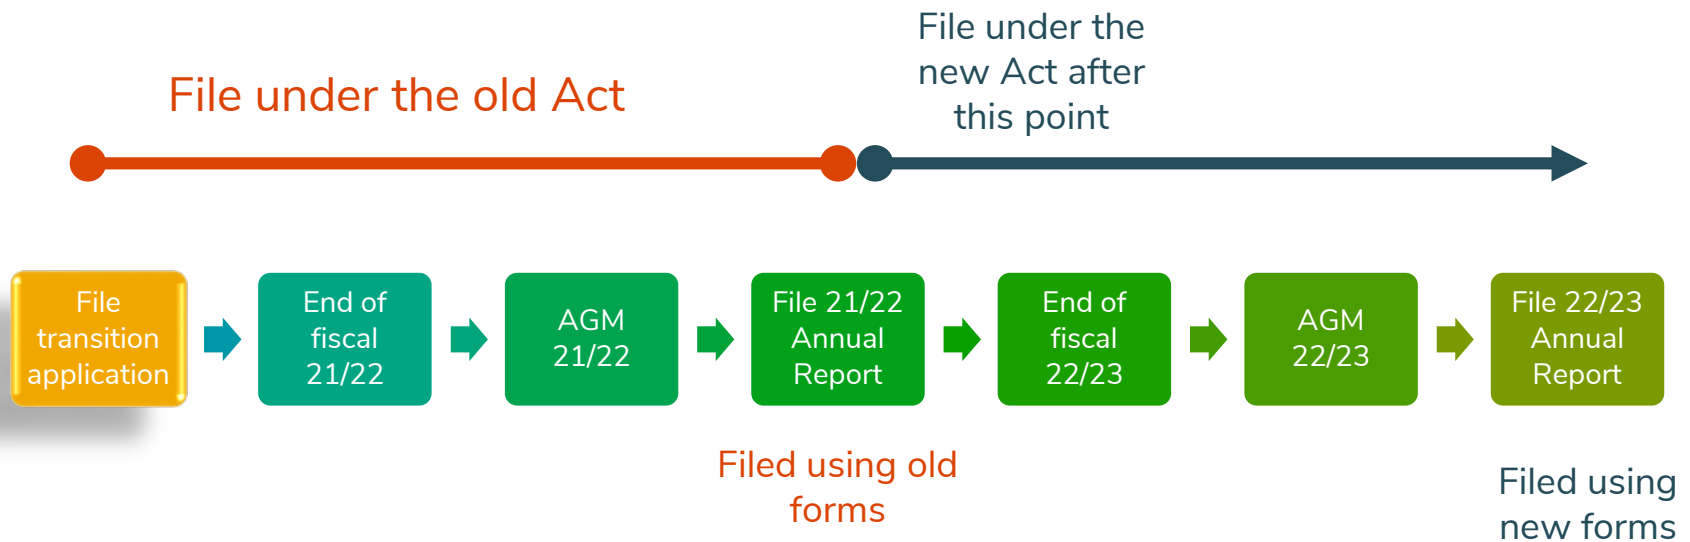 File under the
new Act after
this point
File under the old Act
File
transition
application
End of
fiscal
21/22
AGM
21/22
File 21/22
Annual
Report
End of
fiscal
22/23
AGM
22/23
File 22/23
Annual
Report
Filed using old
forms
Filed using
new forms